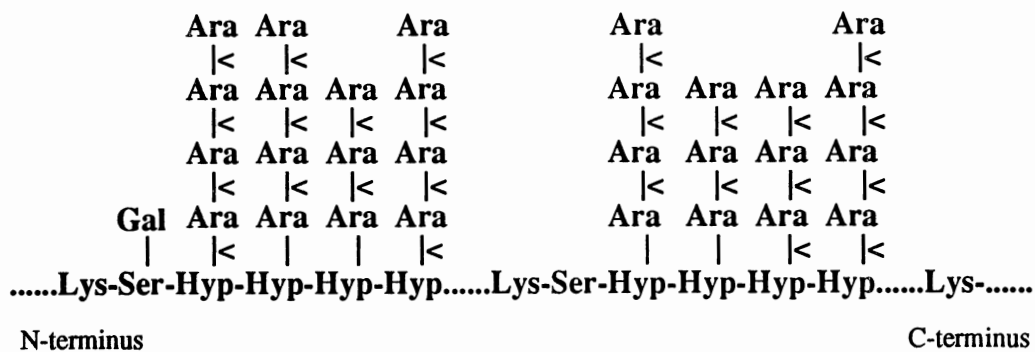 Ara Ara Ara Ara Ara
|< |< |< |< |<
Ara Ara Ara Ara Ara Ara Ara Ara
|< |< |< |< |< |< |< |<
Ara Ara Ara Ara Ara Ara Ara Ara
|< |< |< |< |< |< |< |<
Gal Ara Ara Ara Ara Ara Ara Ara Ara
| |< | | |< | | |< |<
......Lys-Ser-Hyp-Hyp-Hyp-Hyp......Lys-Ser-Hyp-Hyp-Hyp-Hyp......Lys-......
N-terminus C-terminus